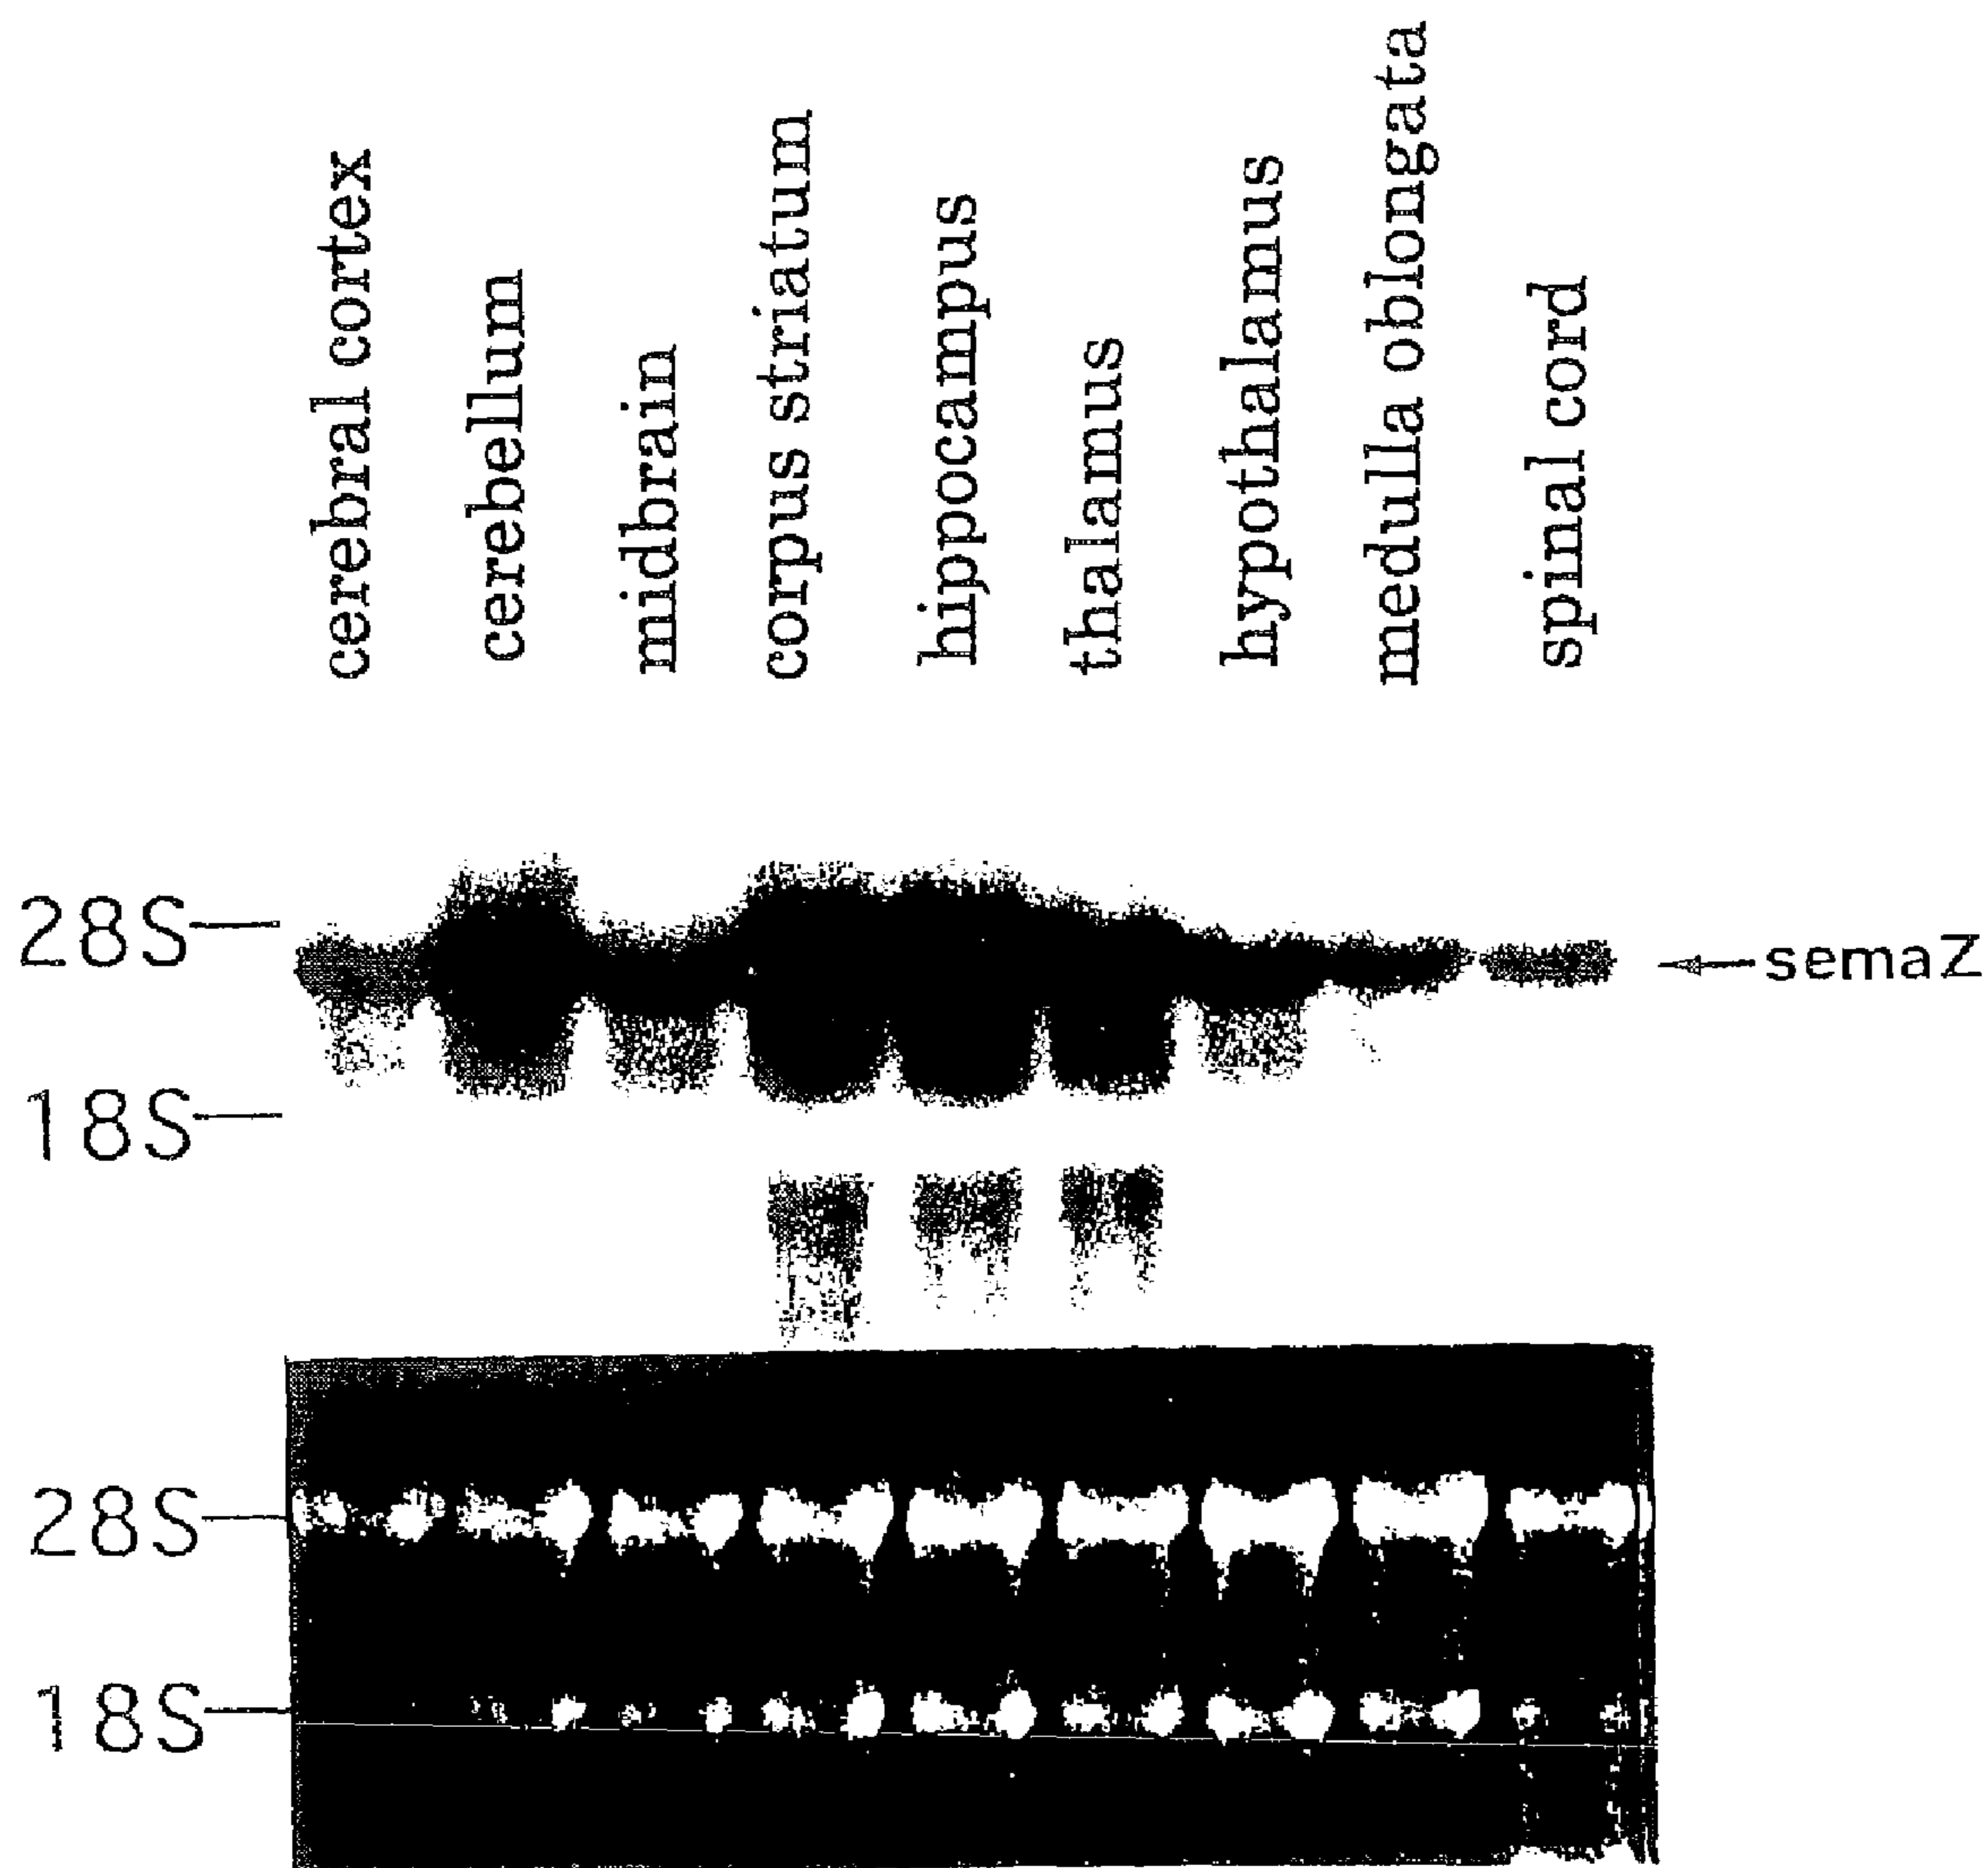 cerebral cortex
cerebellum
midbrain
corpus striatum
hippocampus
thalamus
hypothalamus
medulla oblongata
spinal cord
28S
semaZ
18S
28S
18S